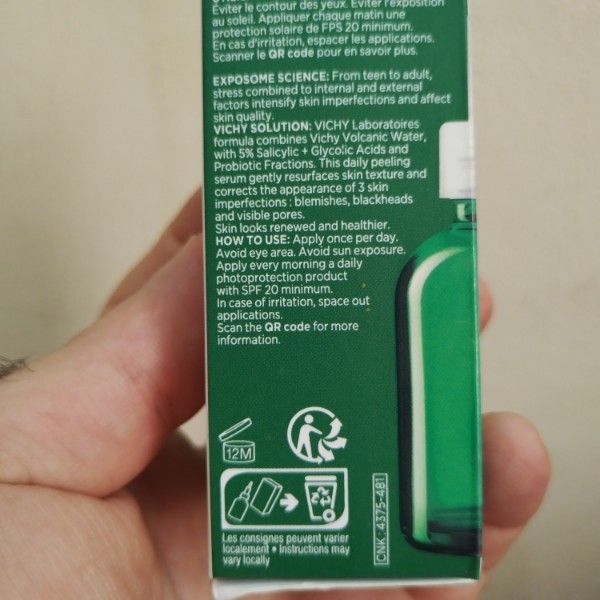 Éviter le contour des yeux. Éviter l'exposition
au soleil. Appliquer chaque matin une
protection solaire de FPS 20 minimum.
En cas d'irritation, espacer les applications.
Scanner le QR code pour en savoir plus.
EXPOSOME SCIENCE: From teen to adult,
stress combined to internal and external
factors intensify skin imperfections and affect
skin quality.
VICHY SOLUTION: VICHY Laboratoires
formula combines Vichy Volcanic Water,
with 5% Salicylic + Glycolic Acids and
Probiotic Fractions. This daily peeling
serum gently resurfaces skin texture and
corrects the appearance of 3 skin
imperfections : blemishes, blackheads
and visible pores.
Skin looks renewed and healthier.
HOW TO USE: Apply once per day.
Avoid eye area. Avoid sun exposure.
Apply every morning a daily
photoprotection product
with SPF 20 minimum.
In case of irritation, space out
applications.
Scan the QR code for more
information.
12M
Les consignes peuvent varier
localement • Instructions may
vary locally
CNK: 4375-481